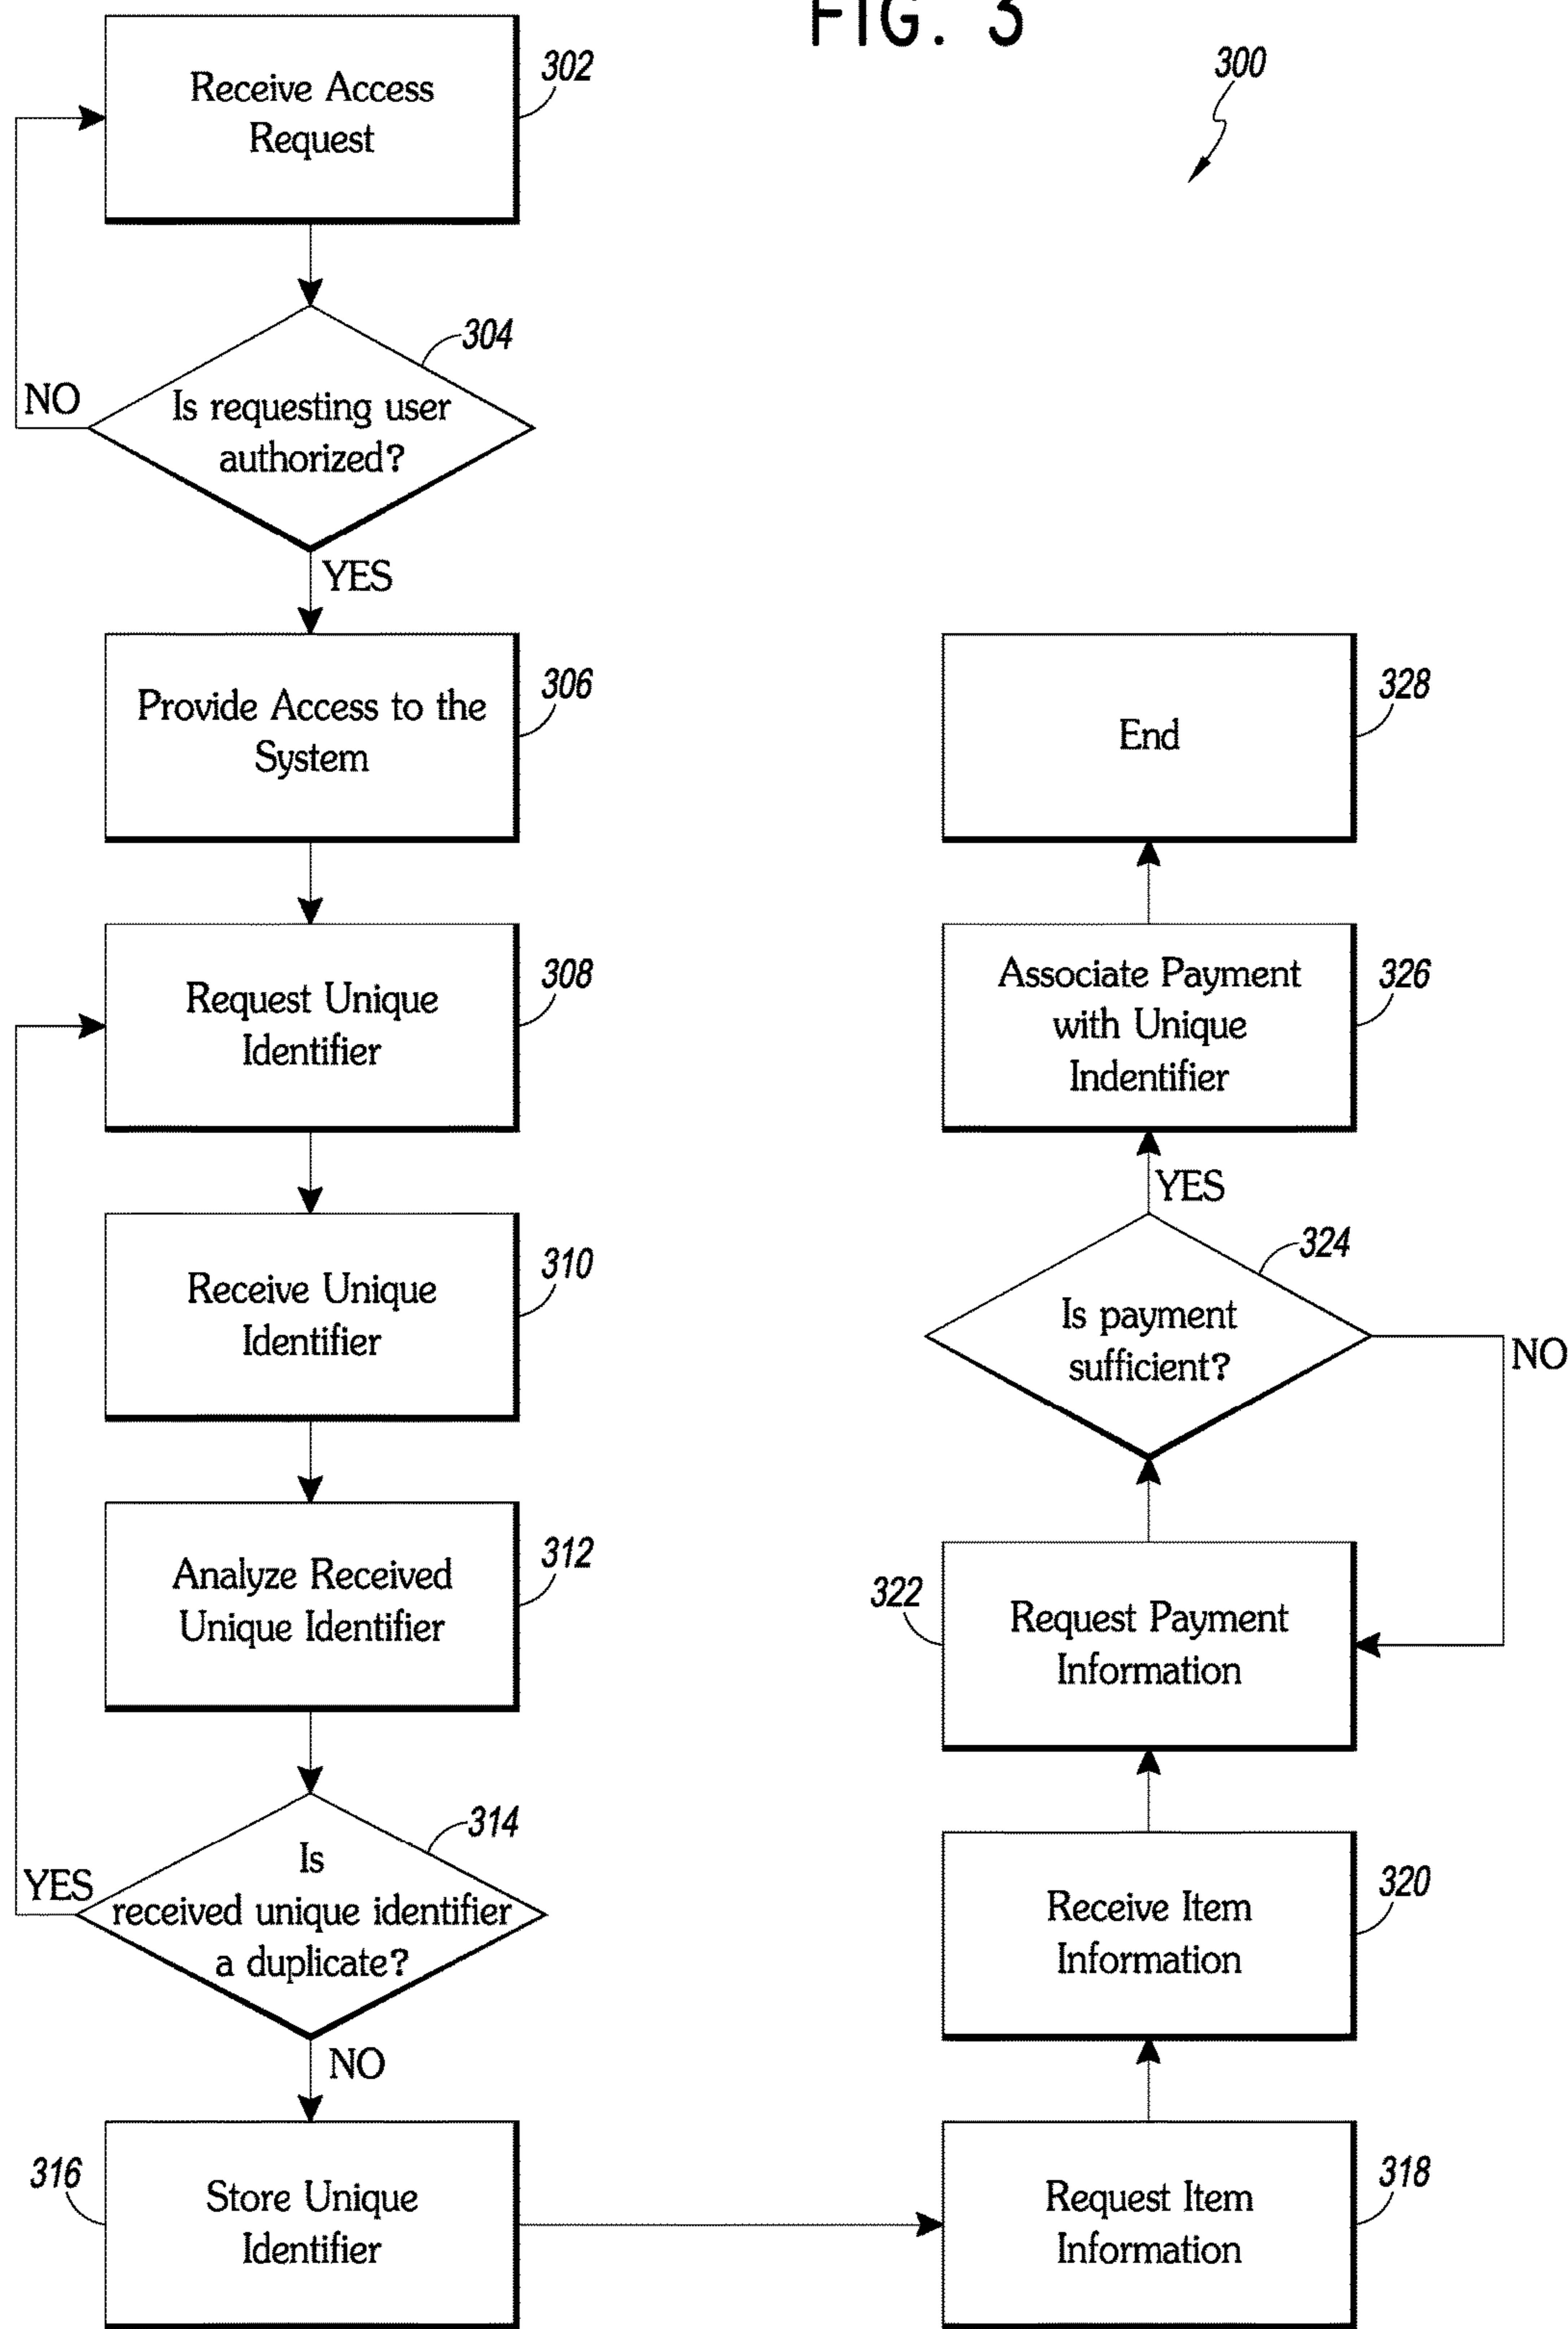 FIG. 3
300
Receive Access
Request
302
Is requesting user
authorized?
304
NO
YES
Provide Access to the
System
306
Request Unique
Identifier
308
Receive Unique
Identifier
310
Analyze Received
Unique Identifier
312
Is
received unique identifier
a duplicate?
314
YES
NO
Store Unique
Identifier
316
Request Item
Information
318
Receive Item
Information
320
Request Payment
Information
322
Is payment
sufficient?
324
NO
YES
Associate Payment
with Unique
Indentifier
326
End
328